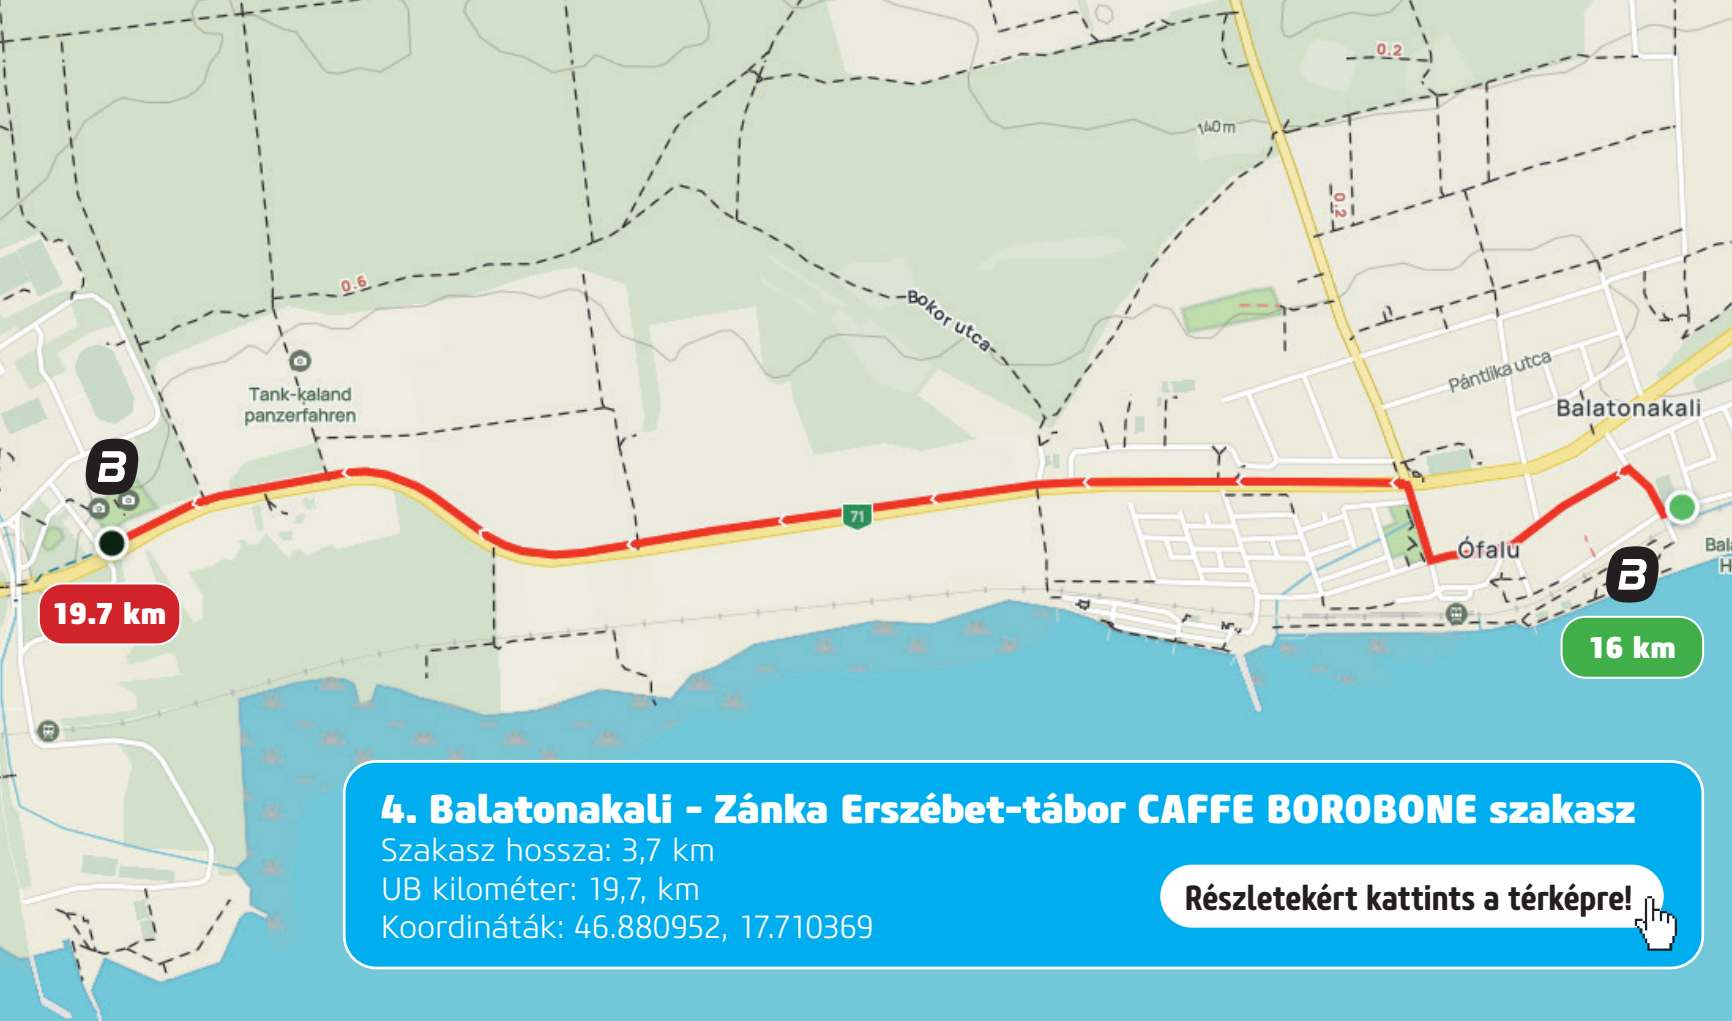 0.2
140m
0.2
0.6
Bokor utca
Pántlika utca
Tank-kaland
panzerfahren
Balatonakali
B
71
Ófalu
B
19.7 km
16 km
4. Balatonakali - Zánka Erszébet-tábor CAFFE BOROBONE szakasz
Szakasz hossza: 3,7 km
UB kilométer: 19,7, km
Koordináták: 46.880952, 17.710369
Részletekért kattints a térképre!